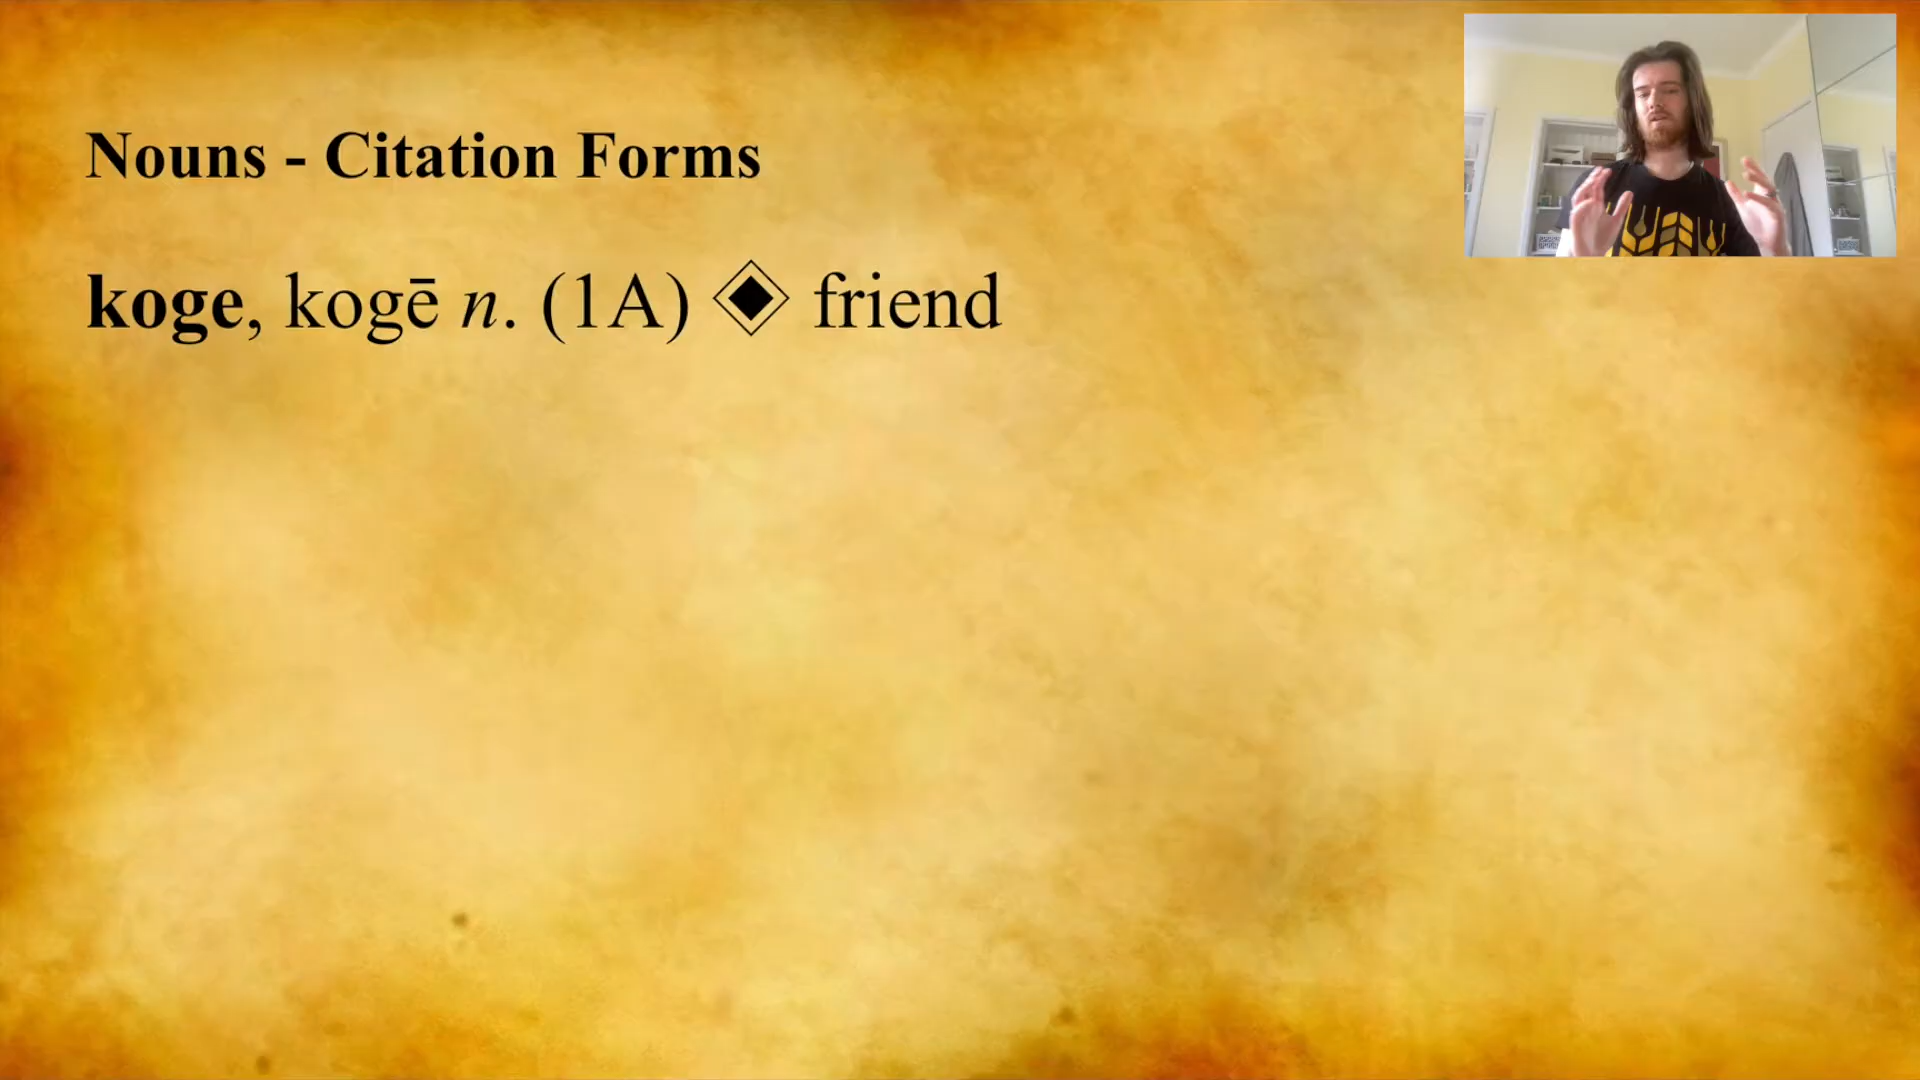 Nouns - Citation Forms
koge, kogē n. (1A) ◈ friend